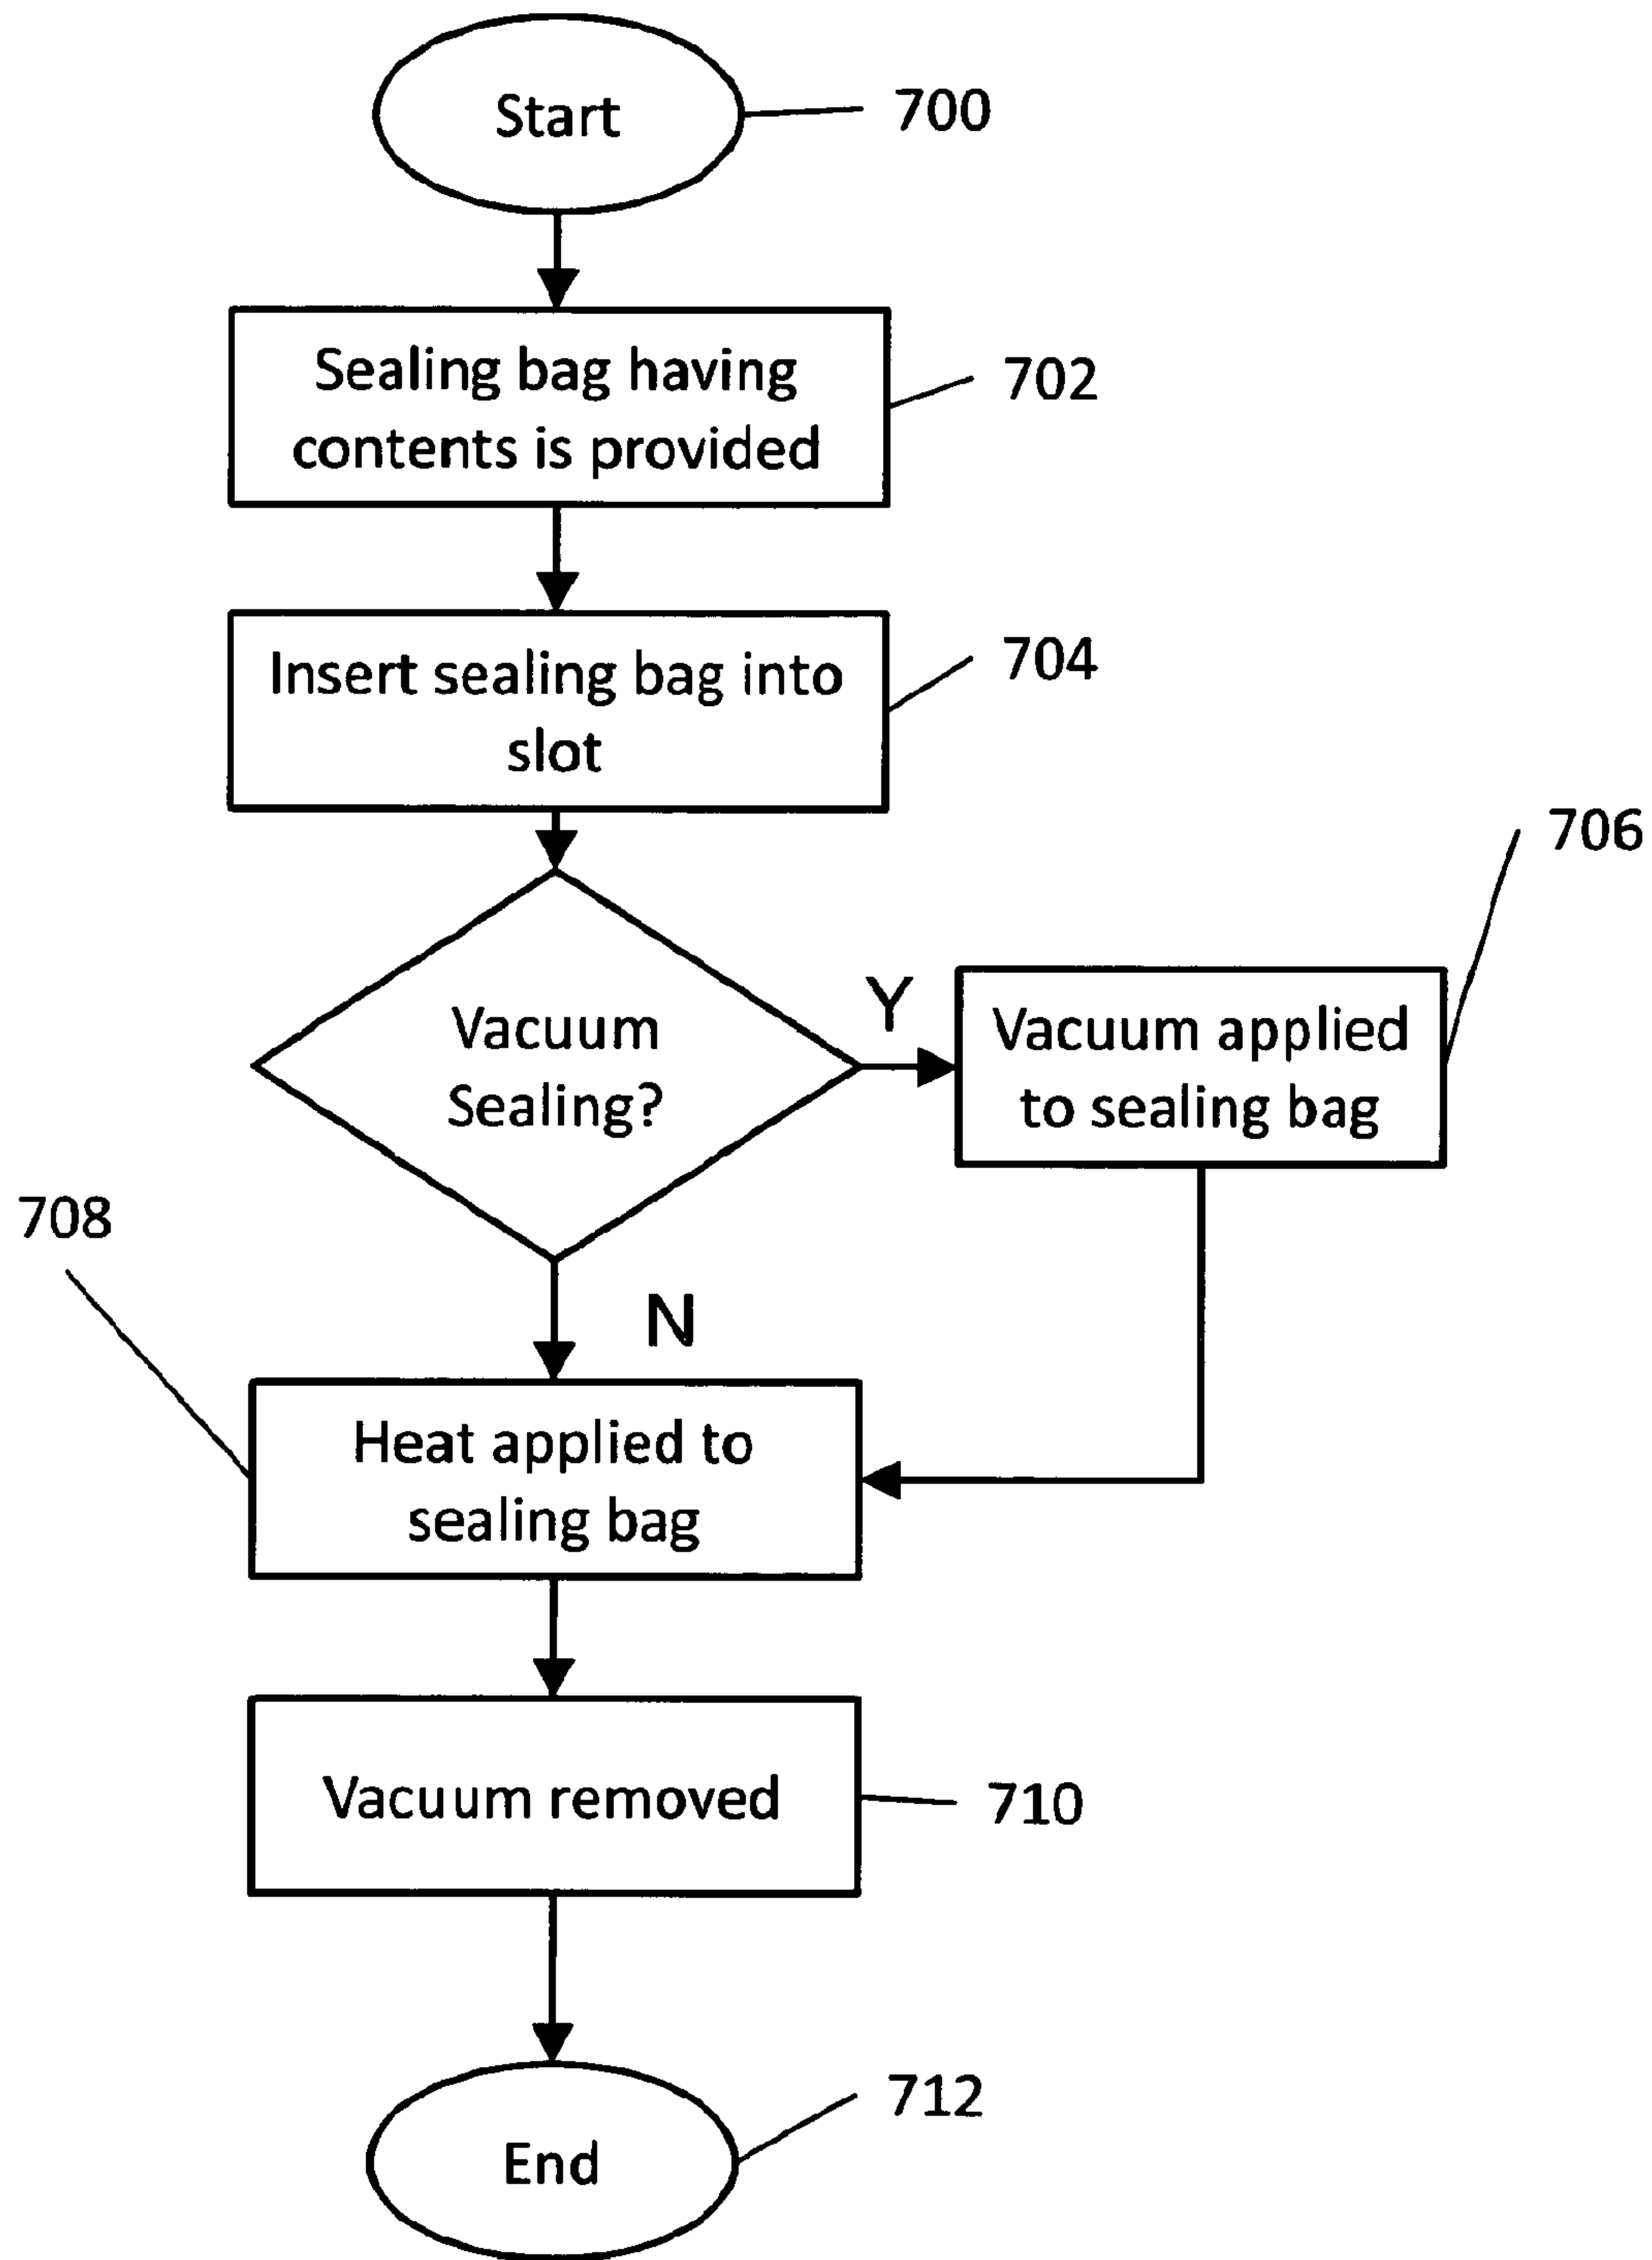 Start
700
Sealing bag having
contents is provided
702
Insert sealing bag into
slot
704
706
Vacuum
Sealing?
Y
Vacuum applied
to sealing bag
708
N
Heat applied to
sealing bag
Vacuum removed
710
712
End